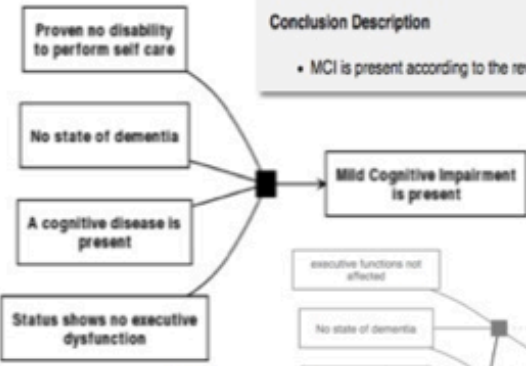 Proven no disability
to perform self care
No state of dementia
A cognitive disease is
present
Status shows no executive
dysfunction
Mild Cognitive Impairment
is present
Conclusion Description
• MCI is present according to the
executive functions not
affected
No state of dementia